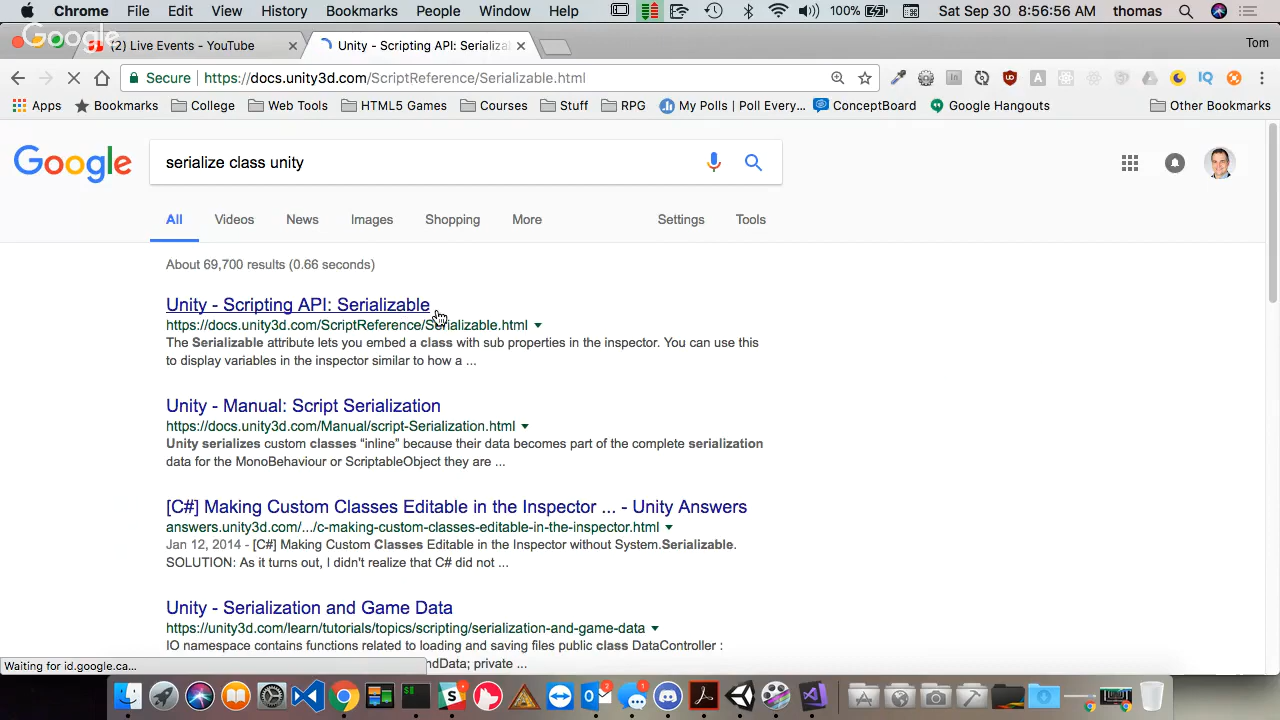 Chrome File Edit View History Bookmarks People Window Help 100% Sat Sep 30 8:56:56 AM thomas
Google
(2) Live Events - YouTube × Unity - Scripting API: Serializa × Tom
Secure https://docs.unity3d.com/ScriptReference/Serializable.html
Apps Bookmarks College Web Tools HTML5 Games Courses Stuff RPG My Polls | Poll Every... ConceptBoard Google Hangouts Other Bookmarks
Google serialize class unity
All Videos News Images Shopping More Settings Tools
About 69,700 results (0.66 seconds)
Unity - Scripting API: Serializable
https://docs.unity3d.com/ScriptReference/Serializable.html
The Serializable attribute lets you embed a class with sub properties in the inspector. You can use this
to display variables in the inspector similar to how a ...
Unity - Manual: Script Serialization
https://docs.unity3d.com/Manual/script-Serialization.html
Unity serializes custom classes “inline” because their data becomes part of the complete serialization
data for the MonoBehaviour or ScriptableObject they are ...
[C#] Making Custom Classes Editable in the Inspector ... - Unity Answers
answers.unity3d.com/.../c-making-custom-classes-editable-in-the-inspector.html
Jan 12, 2014 - [C#] Making Custom Classes Editable in the Inspector without System.Serializable.
SOLUTION: As it turns out, I didn't realize that C# did not ...
Unity - Serialization and Game Data
https://unity3d.com/learn/tutorials/topics/scripting/serialization-and-game-data
IO namespace contains functions related to loading and saving files public class DataController :
ndData; private ...
Waiting for id.google.ca...